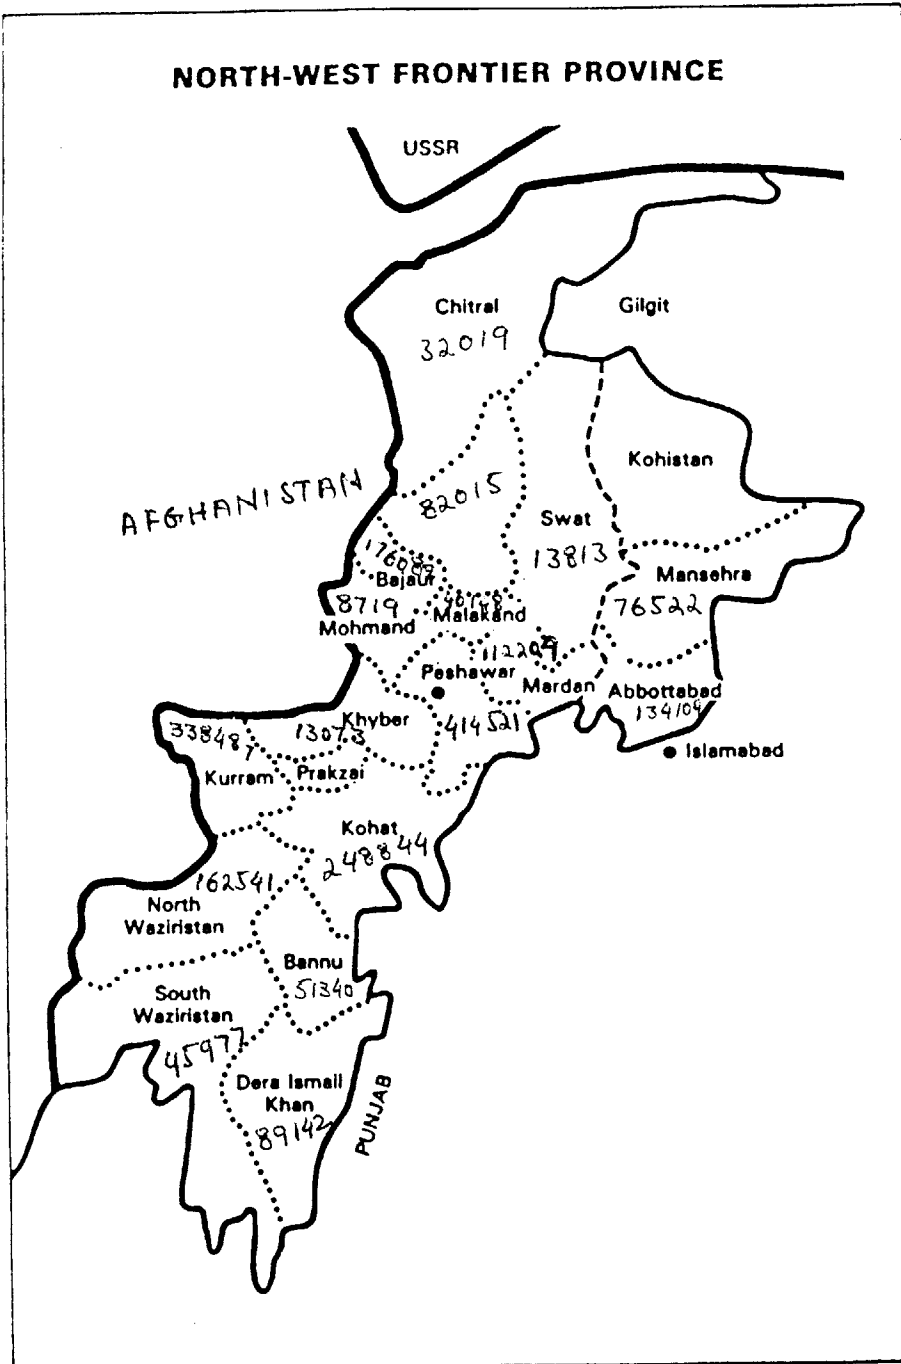 NORTH-WEST FRONTIER PROVINCE
USSR
Chitral
32019
Gilgit
Kohistan
AFGHANISTAN
82015
Swat
13813
Bajaur
Mansehra
76522
8719
Mohmand
Malakand
Peshawar
Mardan
Abbottabad
134109
414521
Khyber
13073
338487
Islamabad
Kurram
Prakzai
Kohat
248844
162541
North
Waziristan
Bannu
51340
South
Waziristan
45977
Dera Ismail
Khan
89142
PUNJAB